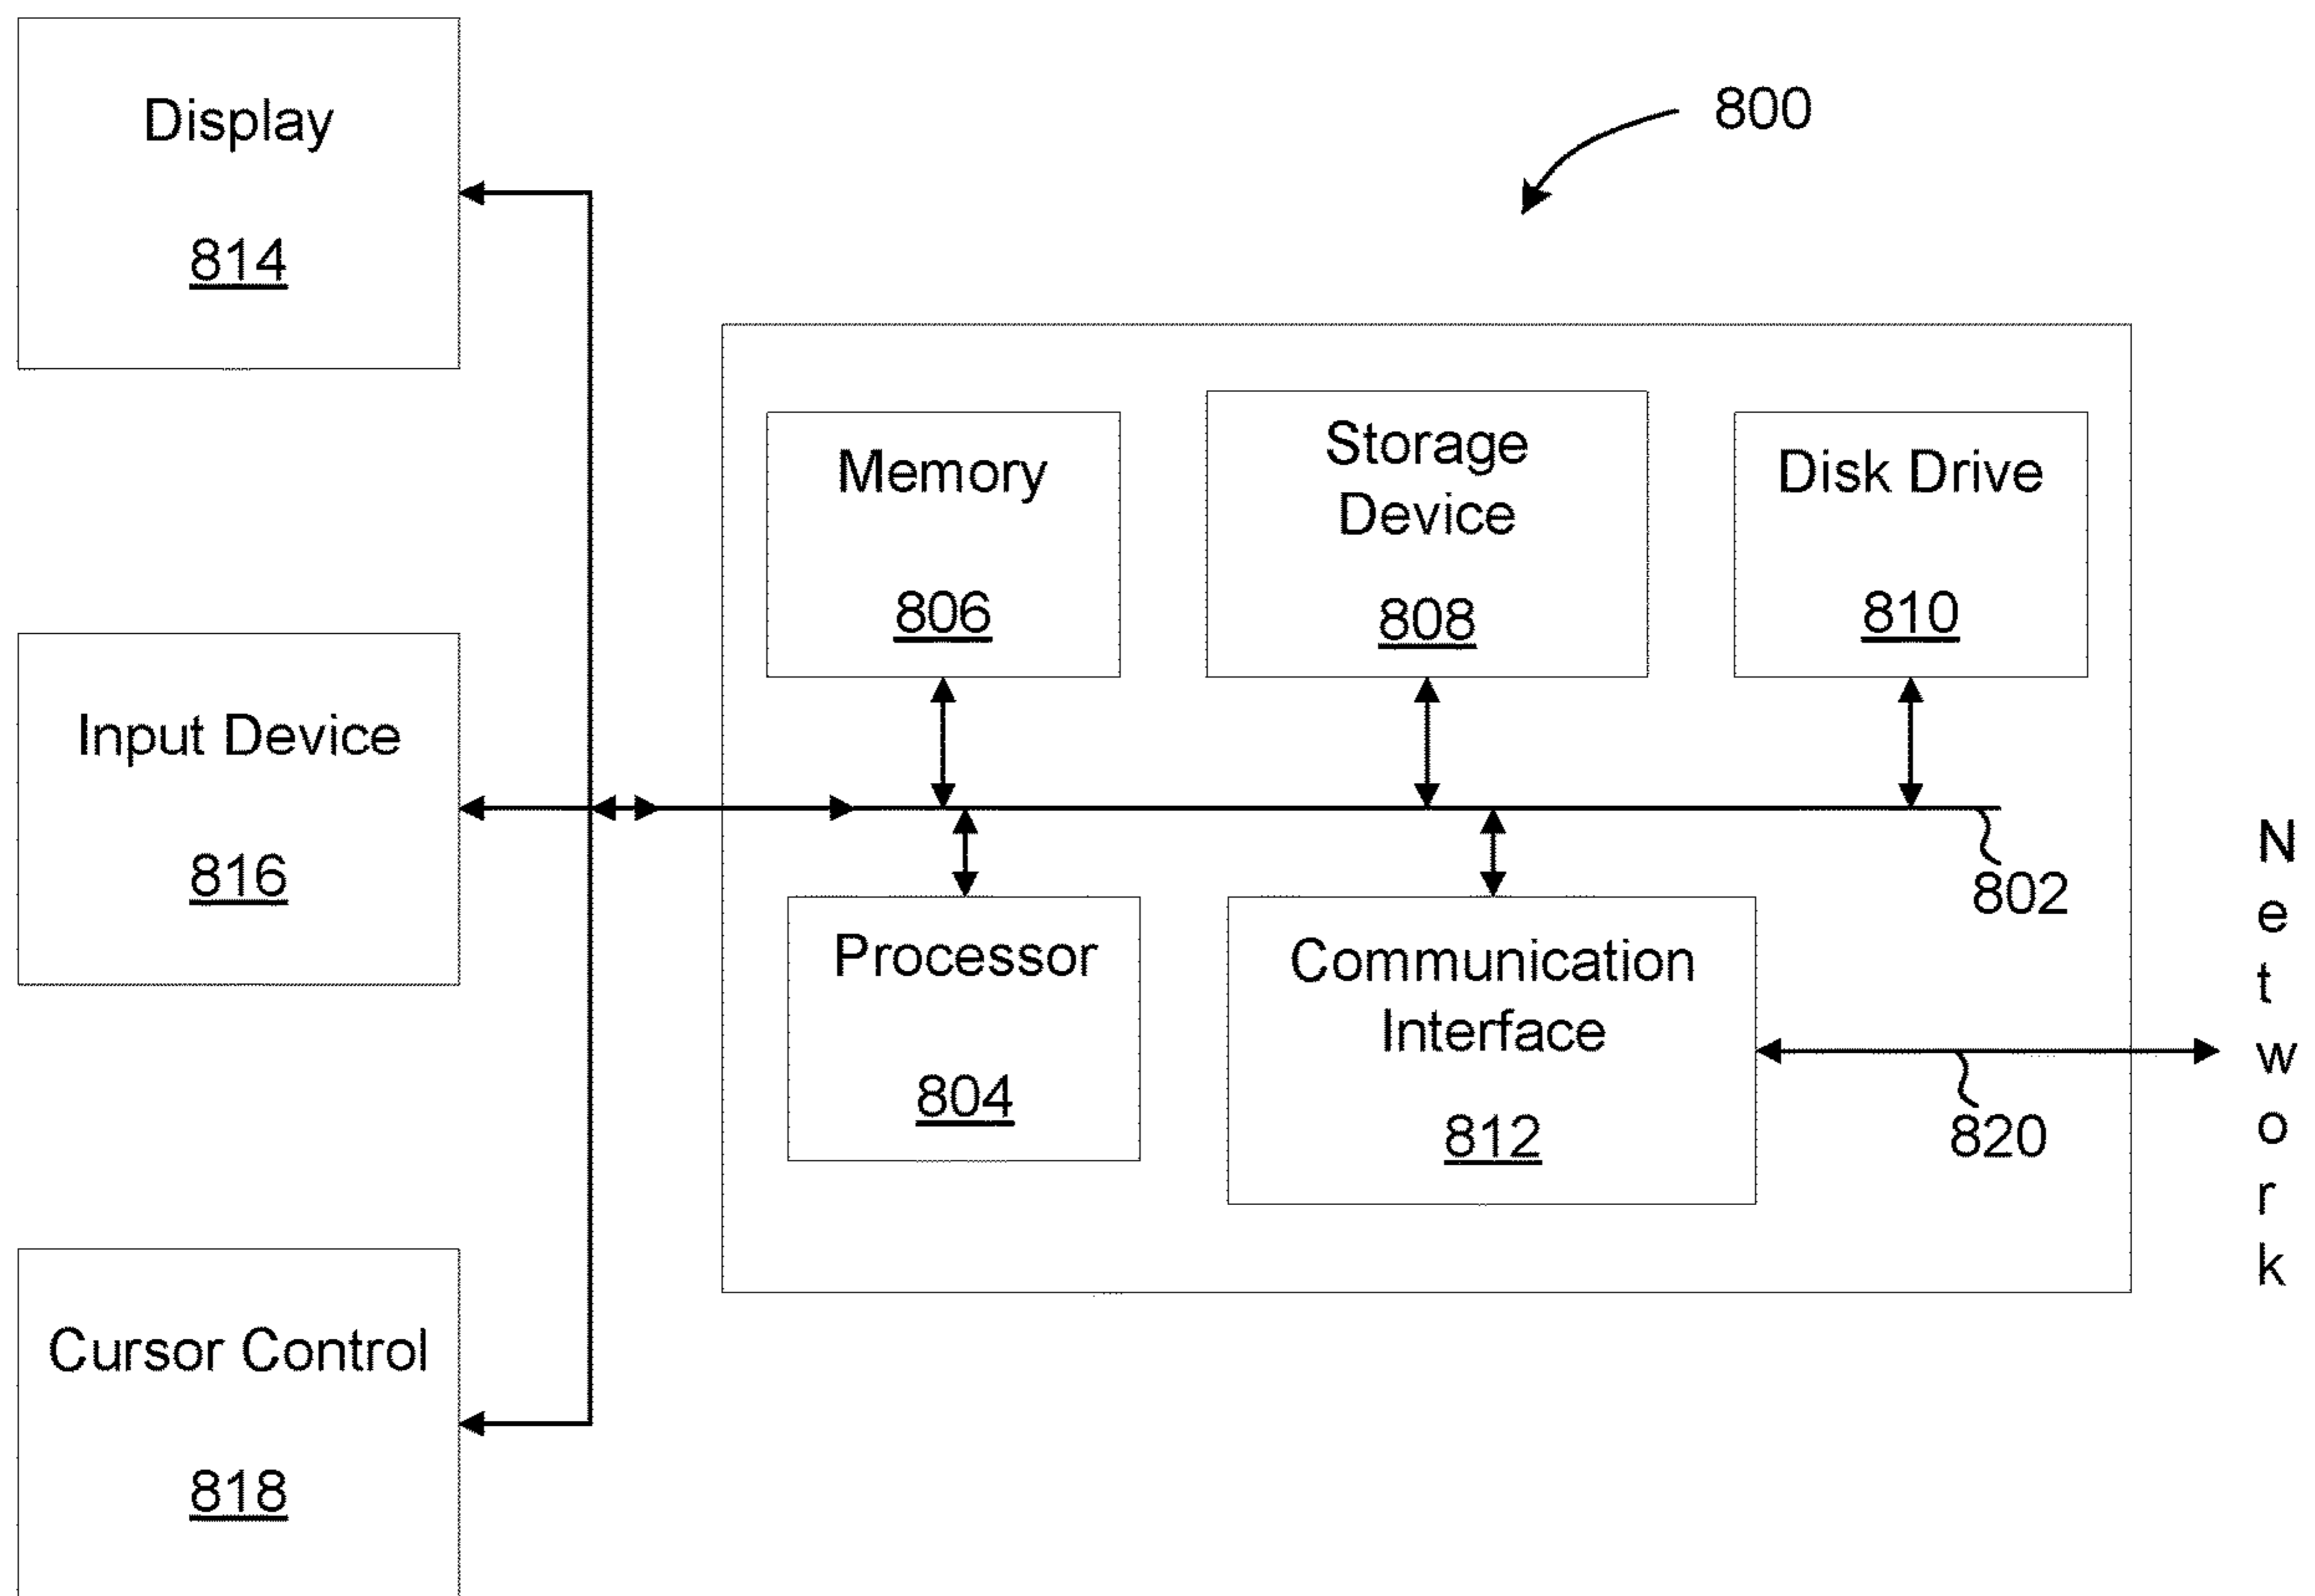 Display
814
800
Memory
806
Storage
Device
808
Disk Drive
810
Input Device
816
802
Processor
804
Communication
Interface
812
820
Network
Cursor Control
818